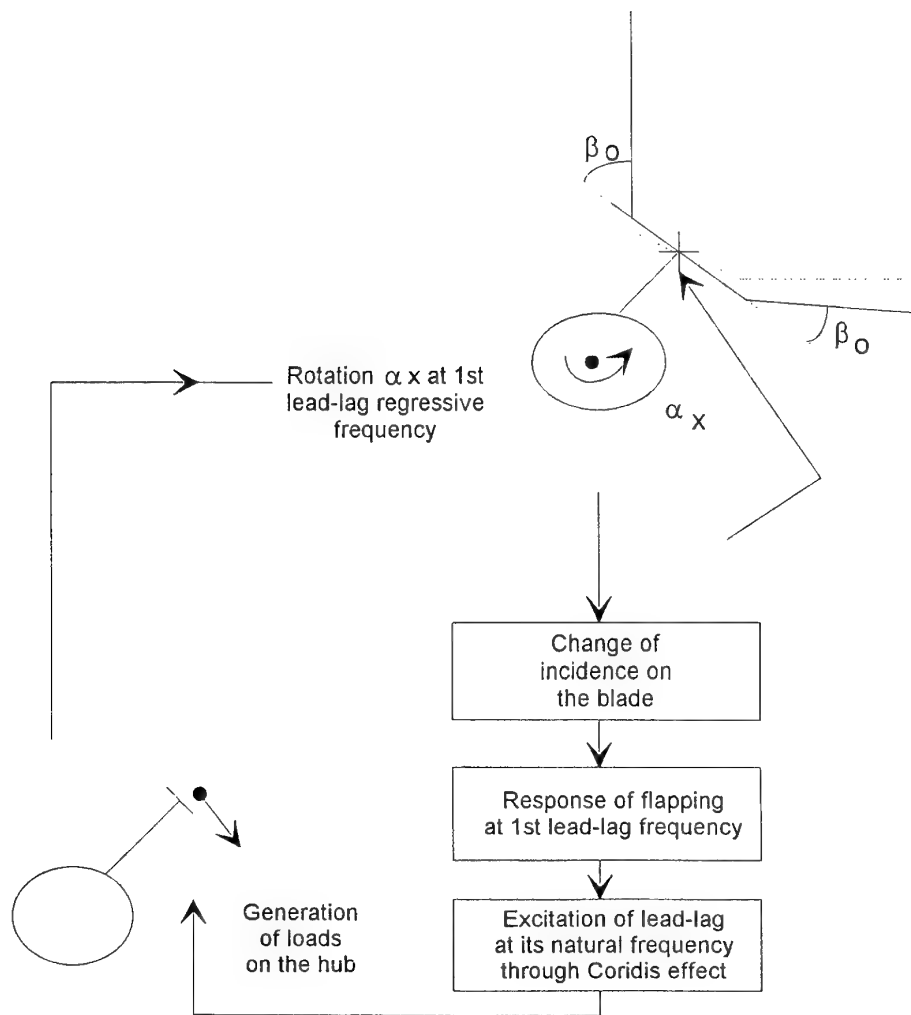 β o
β o
Rotation α x at 1st
lead-lag regressive
frequency
α x
Change of
incidence on
the blade
Response of flapping
at 1st lead-lag frequency
Excitation of lead-lag
at its natural frequency
through Coridis effect
Generation
of loads
on the hub